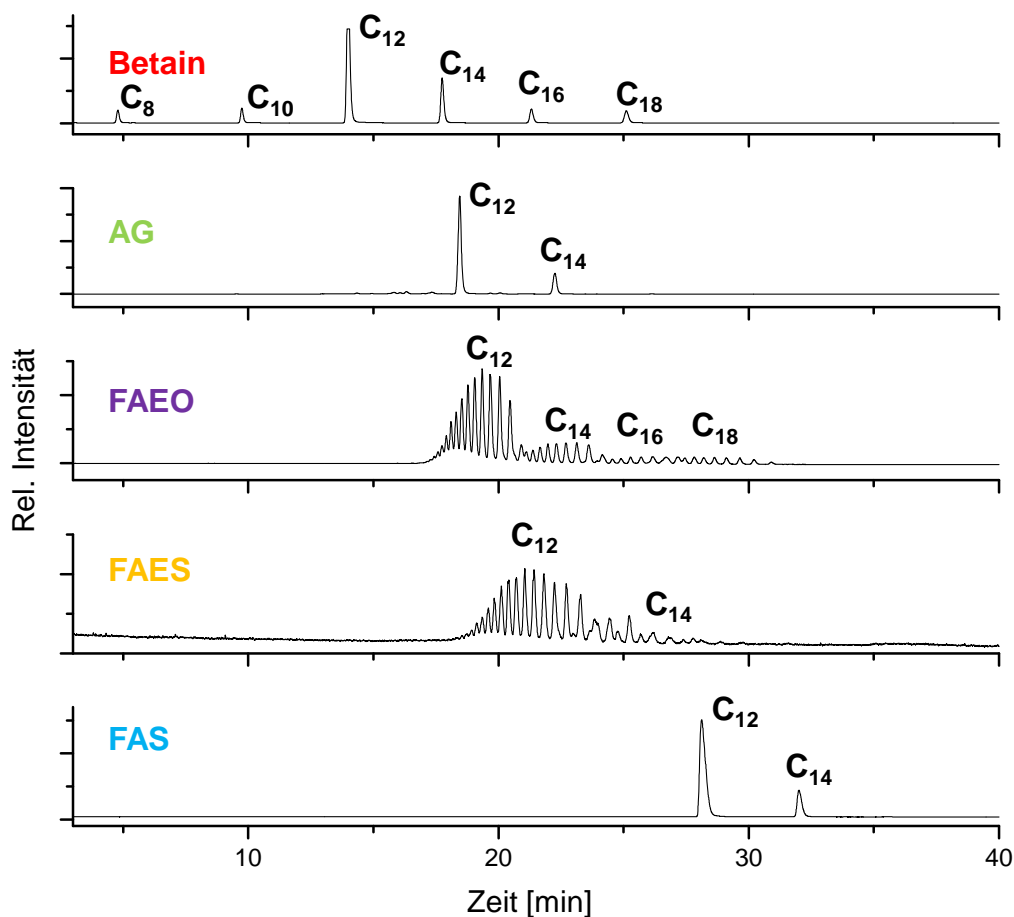 Betain
C₈
C₁₀
C₁₂
C₁₄
C₁₆
C₁₈
AG
C₁₂
C₁₄
FAEO
C₁₂
C₁₄
C₁₆
C₁₈
FAES
C₁₂
C₁₄
FAS
C₁₂
C₁₄
Rel. Intensität
10 20 30 40
Zeit [min]